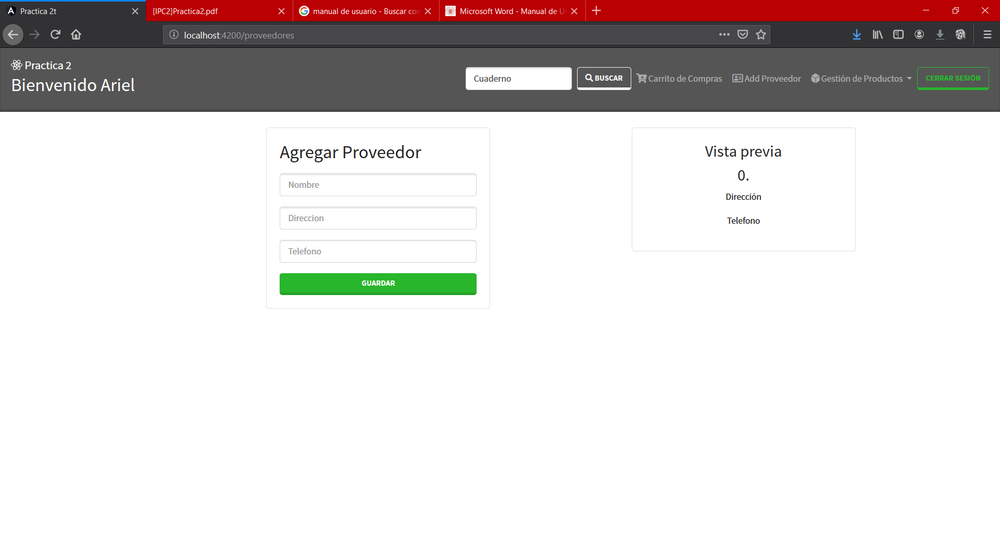 Practica 2t
[IPC2]Practica2.pdf
manual de usuario - Buscar con
Microsoft Word - Manual de Us
localhost:4200/proveedores
Practica 2
Bienvenido Ariel
Cuaderno
BUSCAR
Carrito de Compras
Add Proveedor
Gestión de Productos
CERRAR SESIÓN
Agregar Proveedor
Nombre
Direccion
Telefono
GUARDAR
Vista previa
0.
Dirección
Telefono